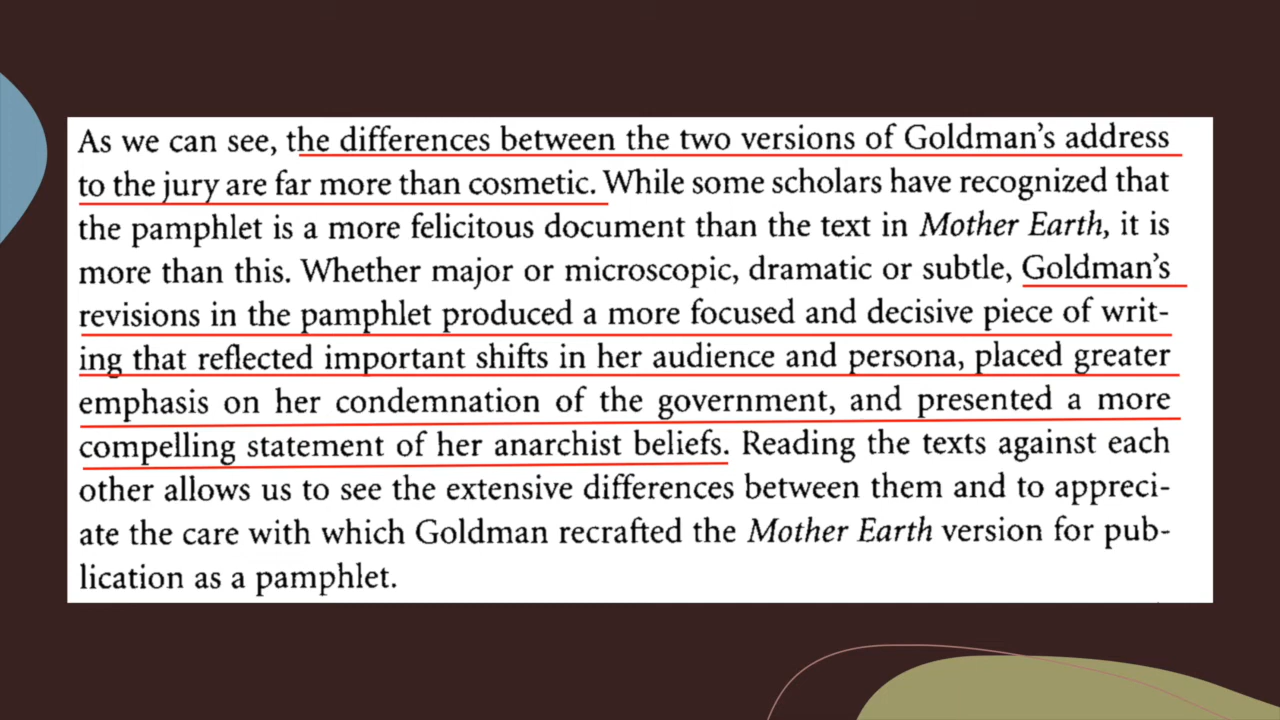 As we can see, the differences between the two versions of Goldman's address
to the jury are far more than cosmetic. While some scholars have recognized that
the pamphlet is a more felicitous document than the text in Mother Earth, it is
more than this. Whether major or microscopic, dramatic or subtle, Goldman's
revisions in the pamphlet produced a more focused and decisive piece of writ-
ing that reflected important shifts in her audience and persona, placed greater
emphasis on her condemnation of the government, and presented a more
compelling statement of her anarchist beliefs. Reading the texts against each
other allows us to see the extensive differences between them and to appreci-
ate the care with which Goldman recrafted the Mother Earth version for pub-
lication as a pamphlet.